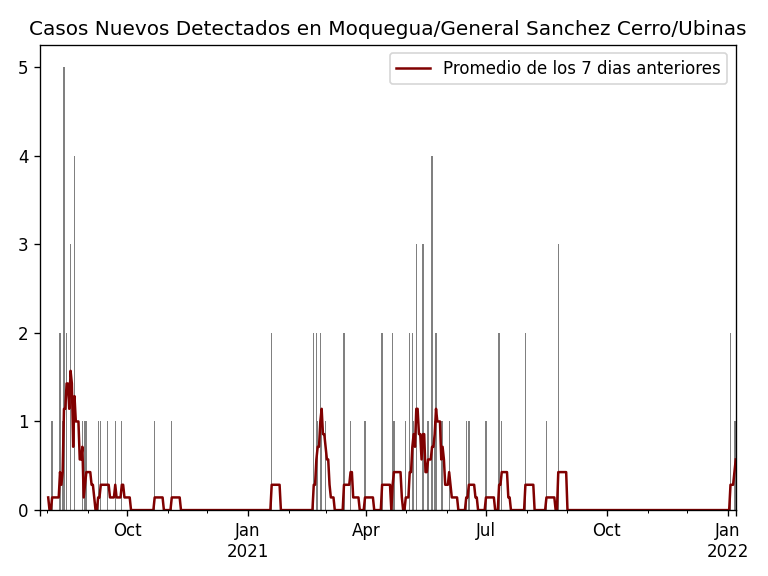 Casos Nuevos Detectados en Moquegua/General Sanchez Cerro/Ubinas
Promedio de los 7 dias anteriores
5
4
3
2
1
0
Oct
Jan
2021
Apr
Jul
Oct
Jan
2022